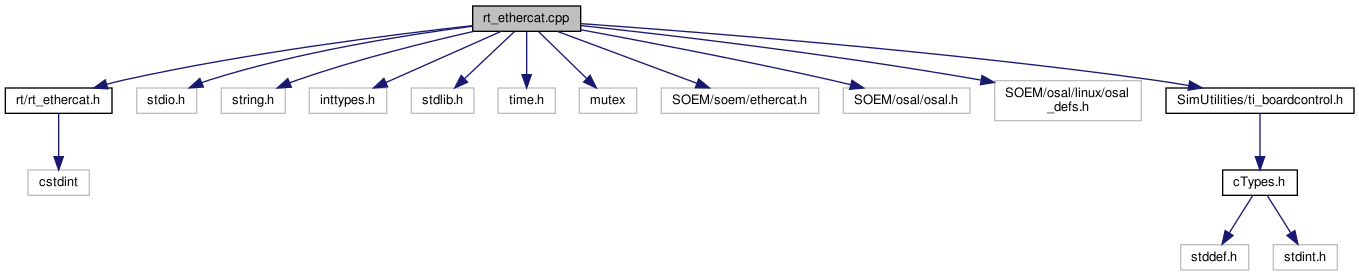 rt_ethercat.cpp
rt/rt_ethercat.h
stdio.h
string.h
inttypes.h
stdlib.h
time.h
mutex
SOEM/soem/ethercat.h
SOEM/osal/osal.h
SOEM/osal/linux/osal
_defs.h
SimUtilities/ti_boardcontrol.h
cstdint
cTypes.h
stddef.h
stdint.h